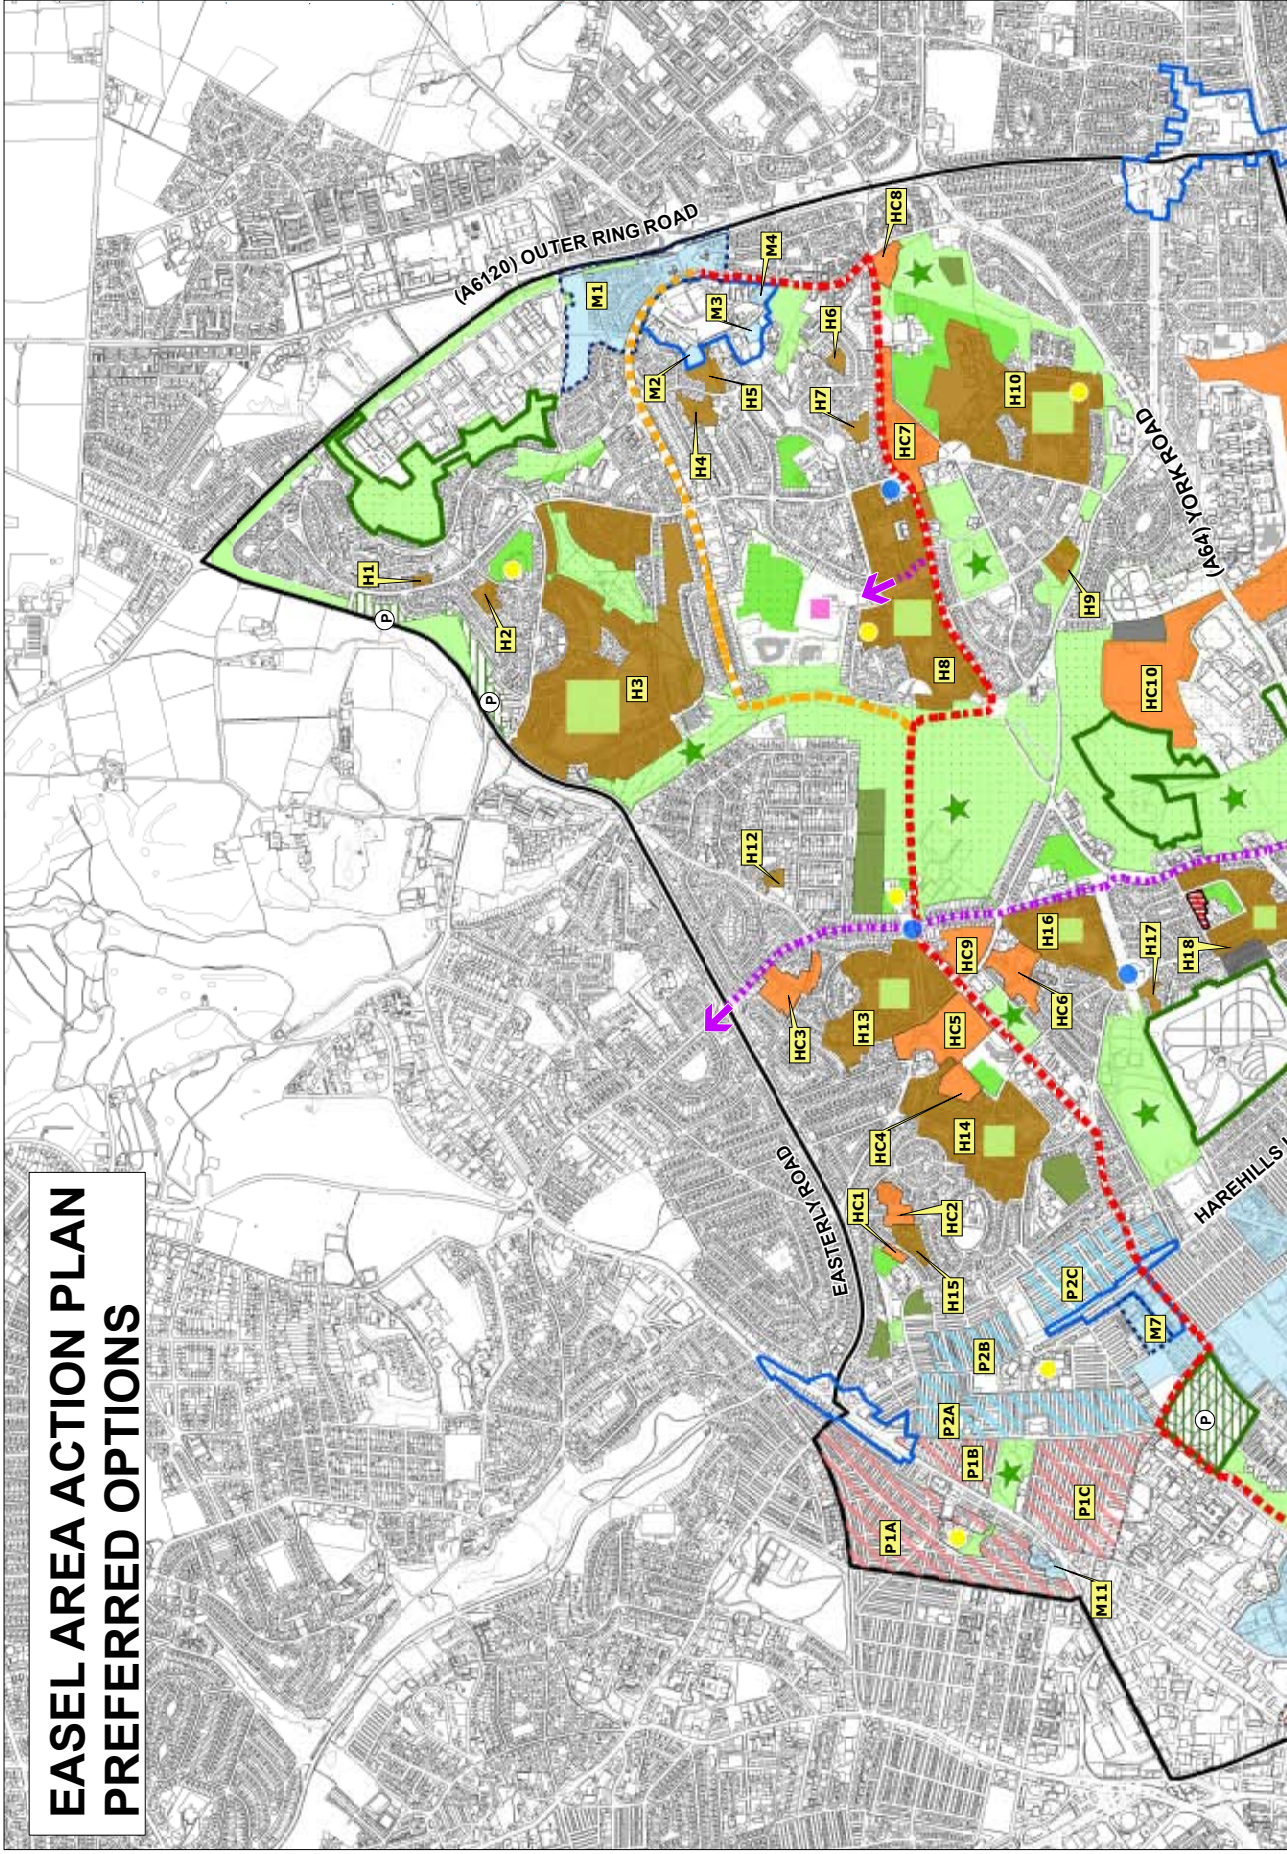 EASEL AREA ACTION PLAN
PREFERRED OPTIONS
(A6120) OUTER RING ROAD
EASTERLY ROAD
(A64) YORK ROAD
HAREHILLS
P
P
P
H1
H2
H3
H4
H5
H6
H7
H8
H9
H10
H12
H13
H14
H15
H16
H17
H18
HC1
HC2
HC3
HC4
HC5
HC6
HC7
HC8
HC9
HC10
M1
M2
M3
M4
M7
M11
P1A
P1B
P1C
P2A
P2B
P2C